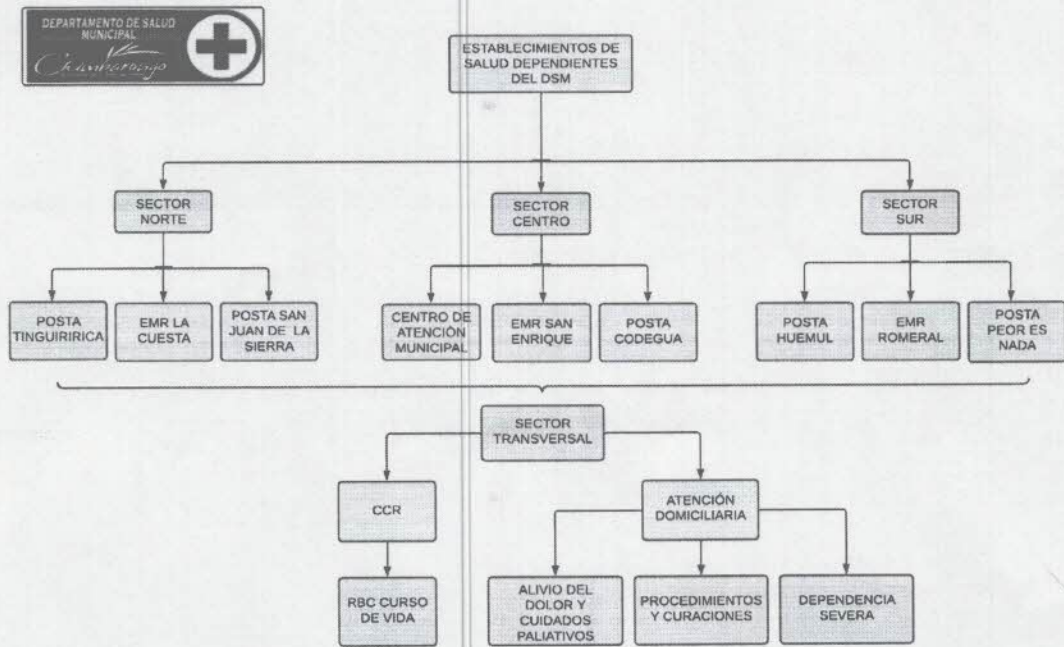 DEPARTAMENTO DE SALUD
MUNICIPAL
Chimbarongo
ESTABLECIMIENTOS DE
SALUD DEPENDIENTES
DEL DSM
SECTOR
NORTE
SECTOR
CENTRO
SECTOR
SUR
POSTA
TINGUIRIRICA
EMR LA
CUESTA
POSTA SAN
JUAN DE LA
SIERRA
CENTRO DE
ATENCIÓN
MUNICIPAL
EMR SAN
ENRIQUE
POSTA
CODEGUA
POSTA
HUEMUL
EMR
ROMERAL
POSTA
PEOR ES
NADA
SECTOR
TRANSVERSAL
CCR
ATENCIÓN
DOMICILIARIA
RBC CURSO
DE VIDA
ALIVIO DEL
DOLOR Y
CUIDADOS
PALIATIVOS
PROCEDIMIENTOS
Y CURACIONES
DEPENDENCIA
SEVERA